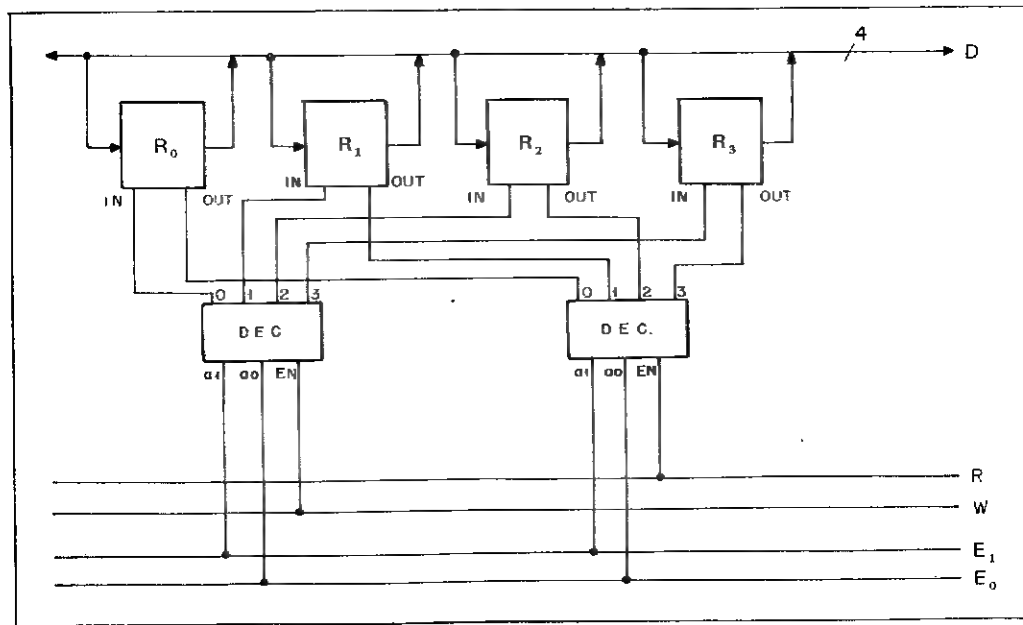 4
D
R0 R1 R2 R3
IN OUT IN OUT IN OUT IN OUT
0 1 2 3 0 1 2 3
DEC DEC.
a1 a0 EN a1 a0 EN
R
W
E1
E0